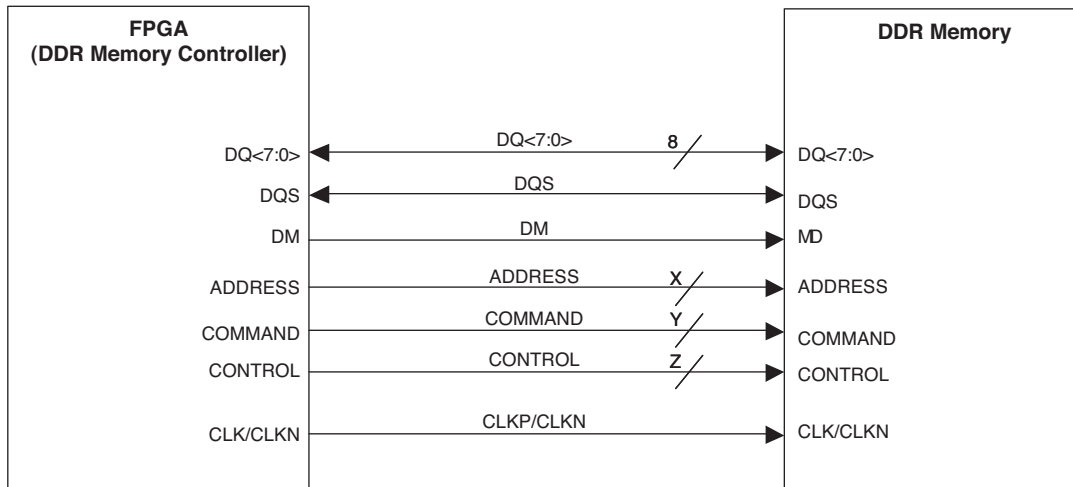 FPGA
(DDR Memory Controller)
DDR Memory
DQ<7:0>
DQ<7:0>
8
DQ<7:0>
DQS
DQS
DQS
DM
DM
MD
ADDRESS
ADDRESS
X
ADDRESS
COMMAND
COMMAND
Y
COMMAND
CONTROL
CONTROL
Z
CONTROL
CLK/CLKN
CLKP/CLKN
CLK/CLKN